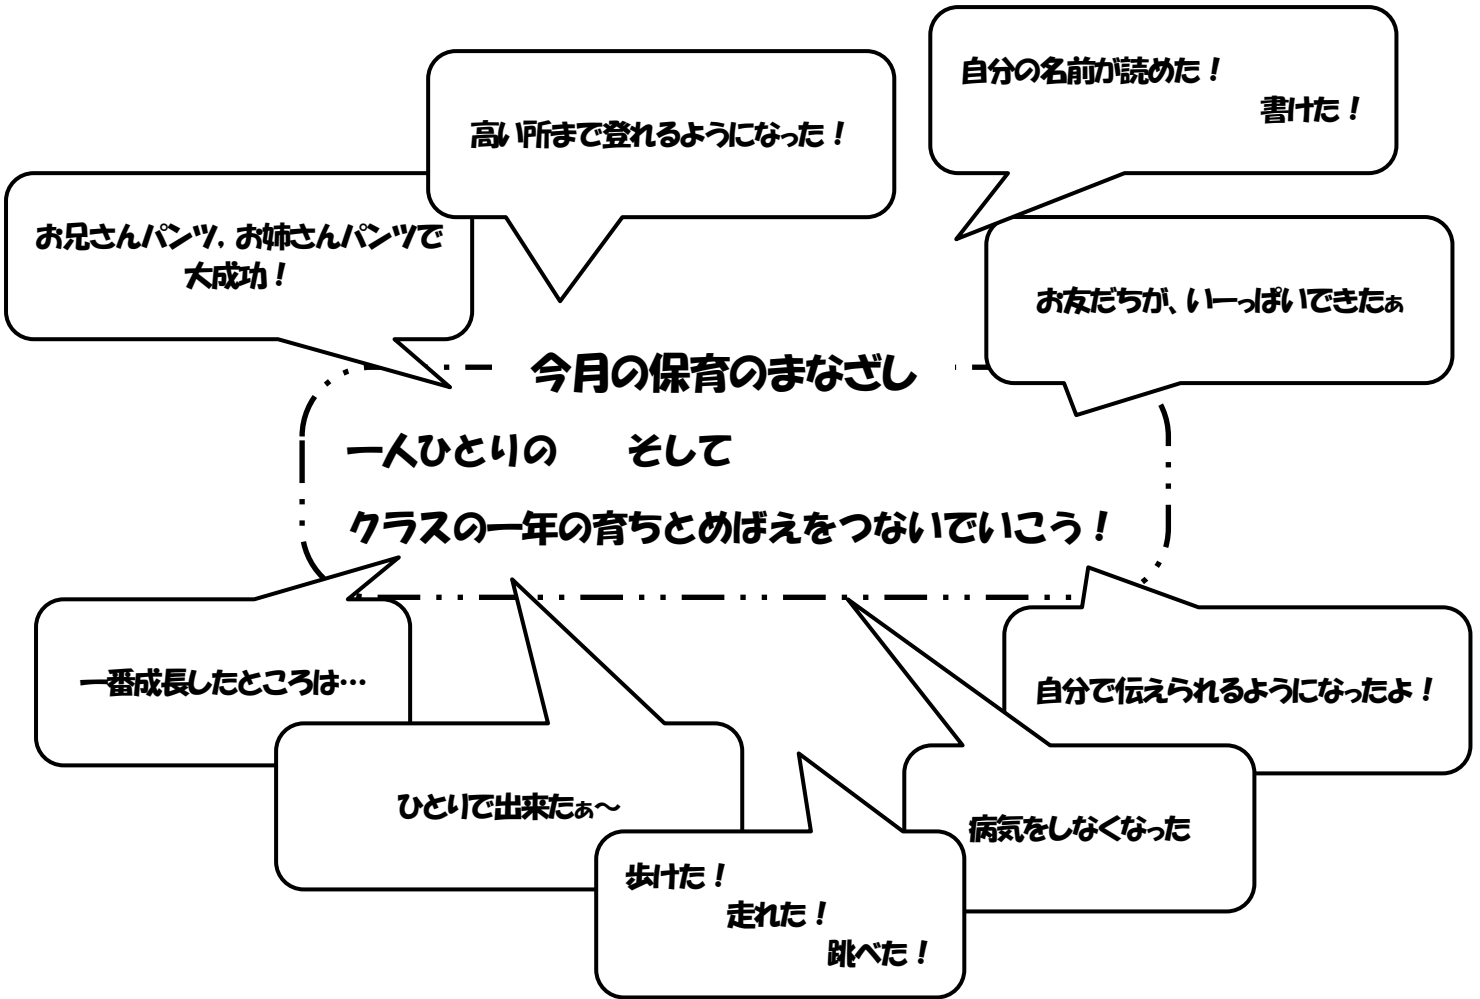 自分の名前が読めた！
書けた！
高い所まで登れるようになった！
お兄さんパンツ，お姉さんパンツで
大成功！
お友だちが、いーっぱいできたぁ
今月の保育のまなざし
一人ひとりの　　そして
クラスの一年の育ちとめばえをつないでいこう！
一番成長したところは…
自分で伝えられるようになったよ！
ひとりで出来たぁ～
病気をしなくなった
歩けた！
走れた！
跳べた！